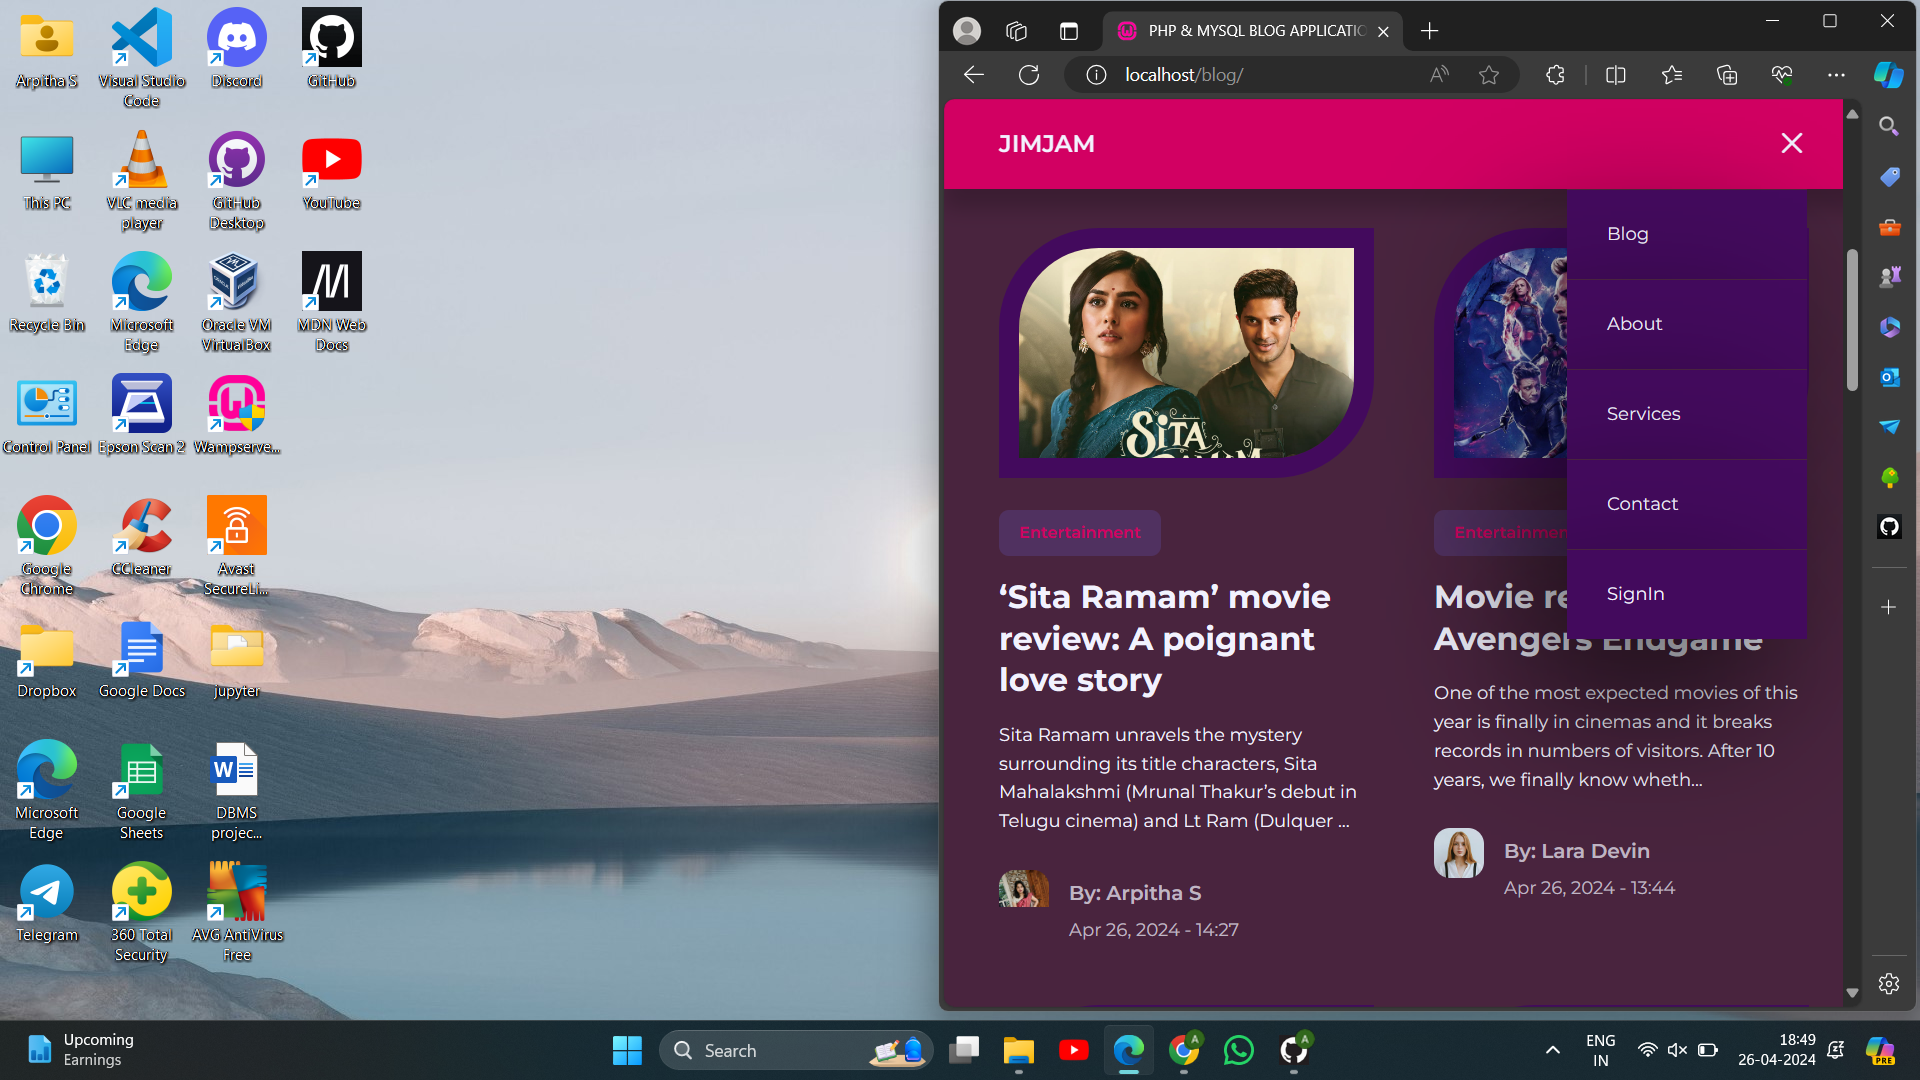 Arpitha S
Visual Studio
Code
Discord
GitHub
This PC
VLC media
player
GitHub
Desktop
YouTube
Recycle Bin
Microsoft
Edge
Oracle VM
VirtualBox
MDN Web
Docs
Control Panel
Epson Scan 2
Wampserve...
Google
Chrome
CCleaner
Avast
SecureLi...
Dropbox
Google Docs
jupyter
Microsoft
Edge
Google
Sheets
DBMS
projec...
Telegram
360 Total
Security
AVG AntiVirus
Free
PHP & MYSQL BLOG APPLICATIO
localhost/blog/
JIMJAM
Blog
About
Services
Contact
SignIn
SiTA
Entertainment
‘Sita Ramam’ movie
review: A poignant
love story
Sita Ramam unravels the mystery
surrounding its title characters, Sita
Mahalakshmi (Mrunal Thakur’s debut in
Telugu cinema) and Lt Ram (Dulquer ...
By: Arpitha S
Apr 26, 2024 - 14:27
Entertainmen
Movie re
Avengers Endgame
One of the most expected movies of this
year is finally in cinemas and it breaks
records in numbers of visitors. After 10
years, we finally know wheth...
By: Lara Devin
Apr 26, 2024 - 13:44
Upcoming
Earnings
Search
A
A
ENG
IN
18:49
26-04-2024
PRE